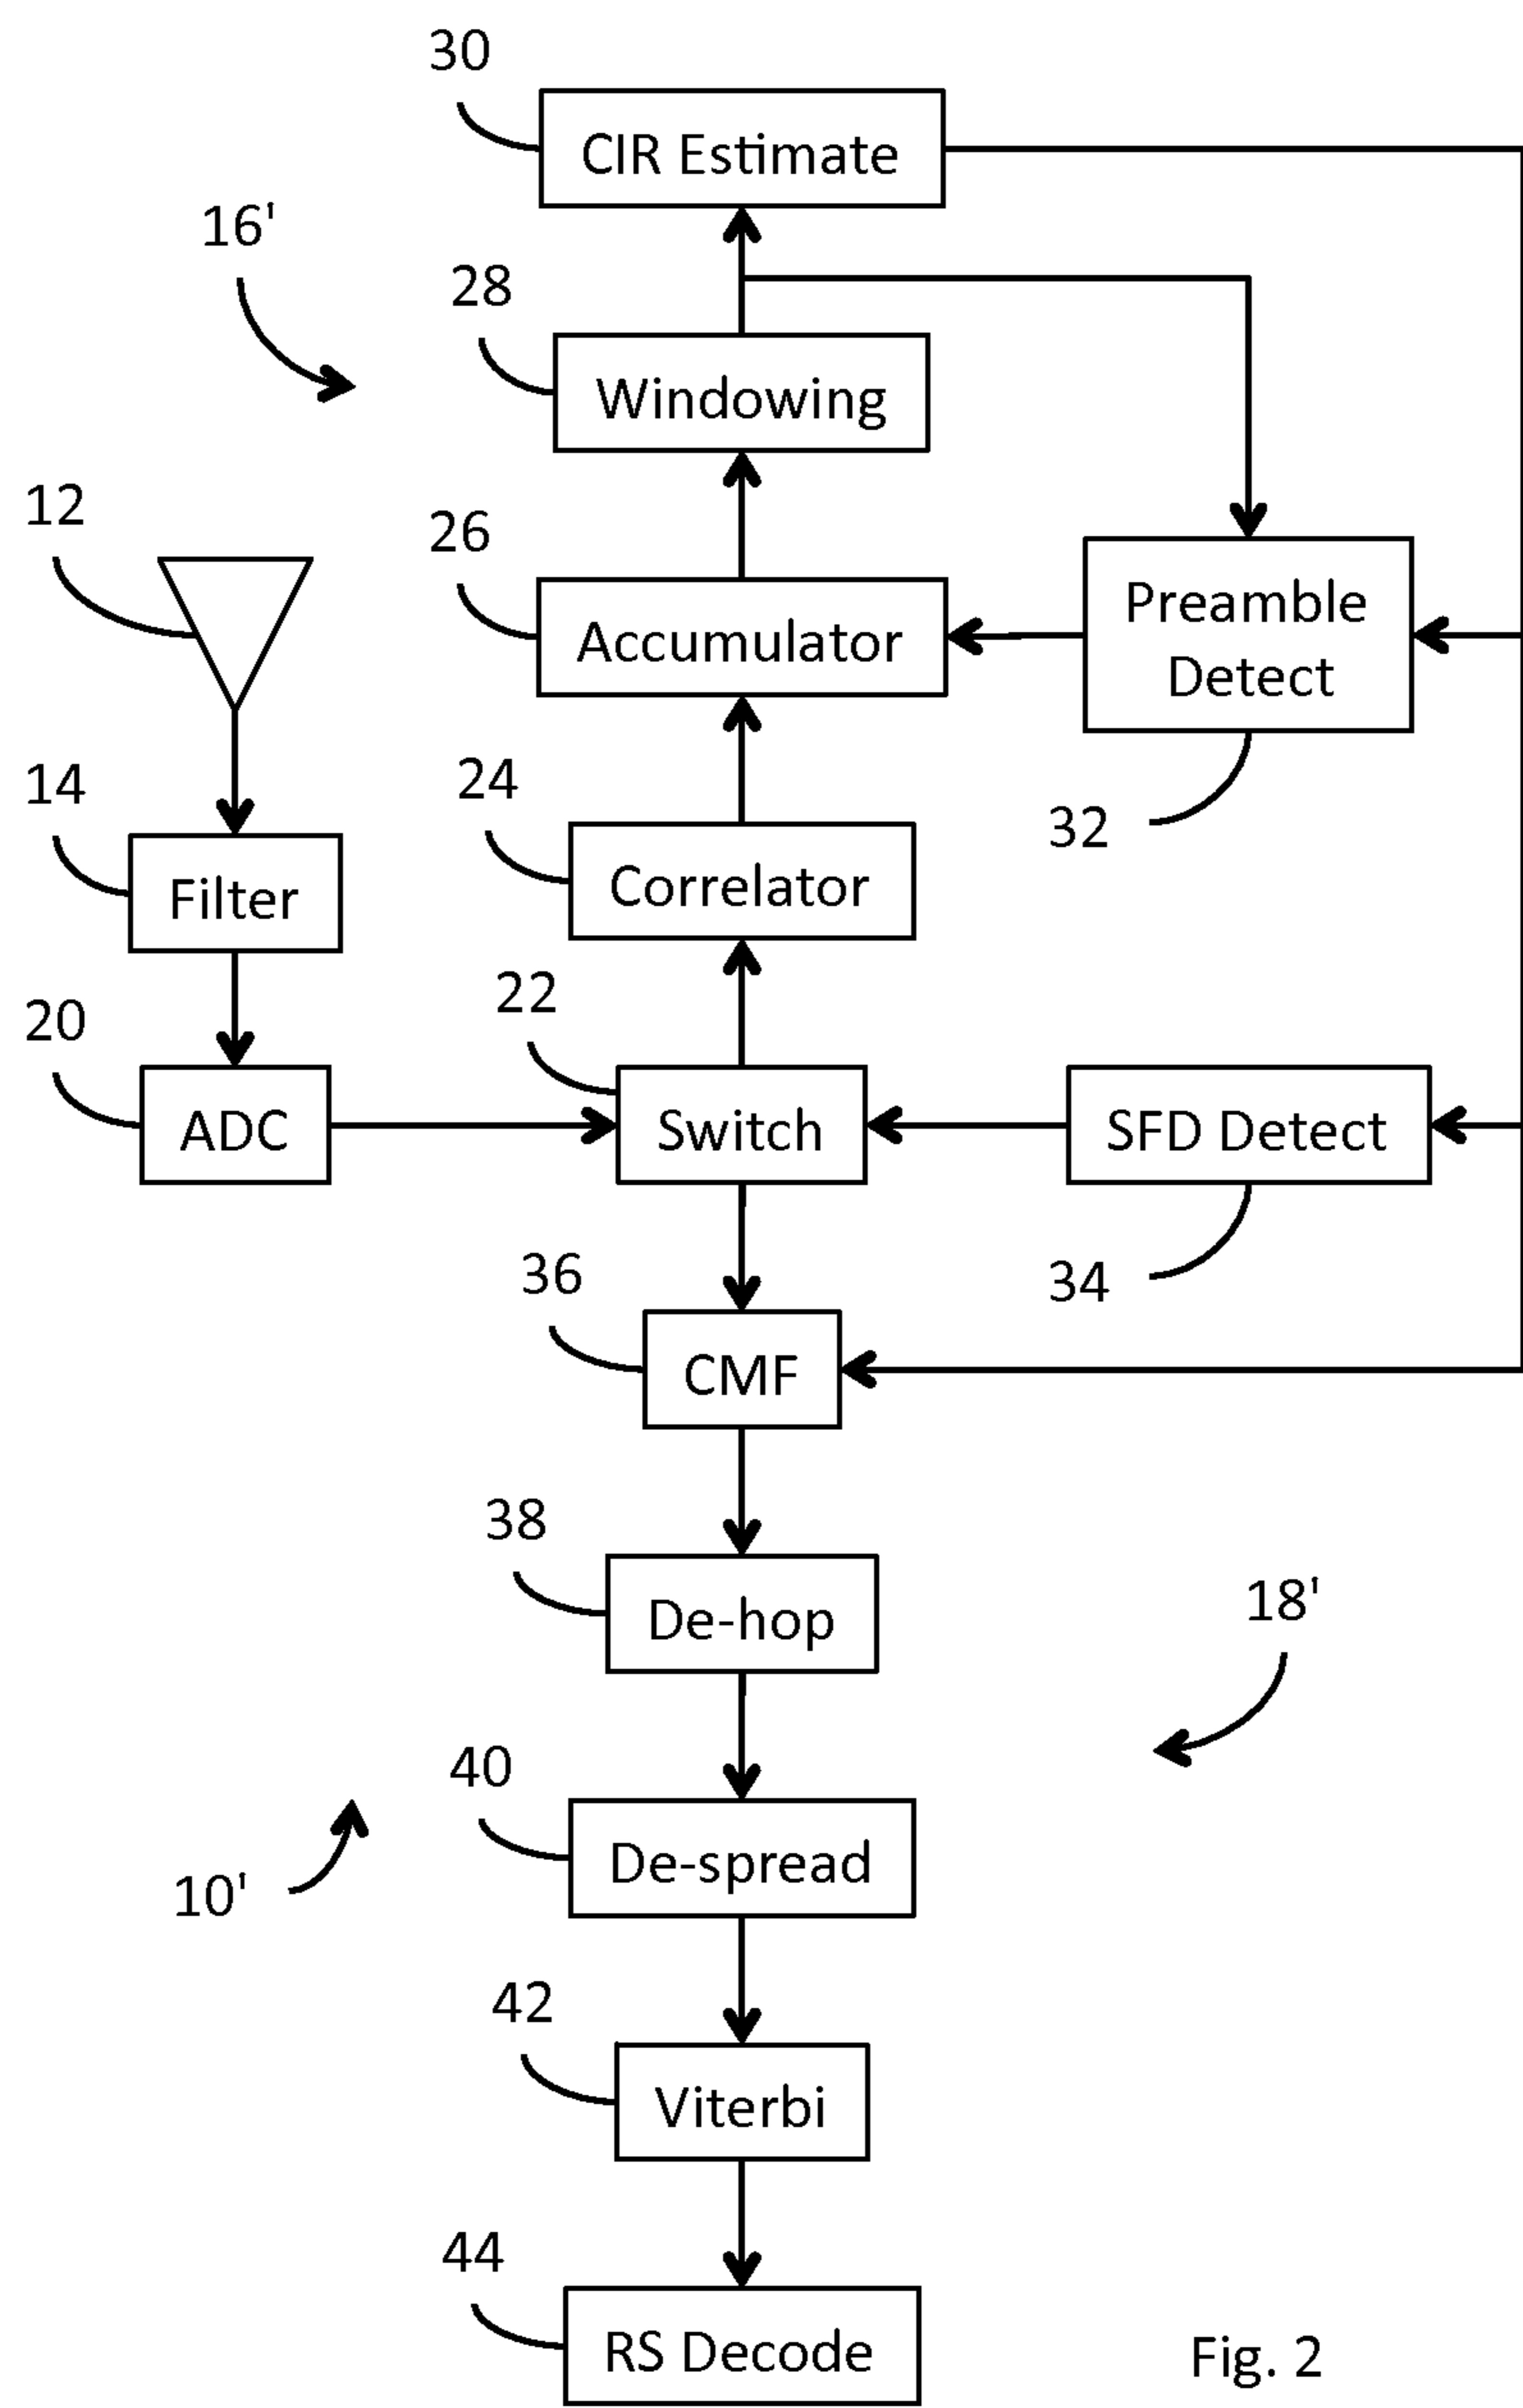 30
CIR Estimate
16'
28
Windowing
12
26
Accumulator
Preamble
Detect
14
24
32
Filter
Correlator
20
22
ADC
Switch
SFD Detect
36
34
CMF
38
De-hop
18'
40
De-spread
10'
42
Viterbi
44
RS Decode
Fig. 2